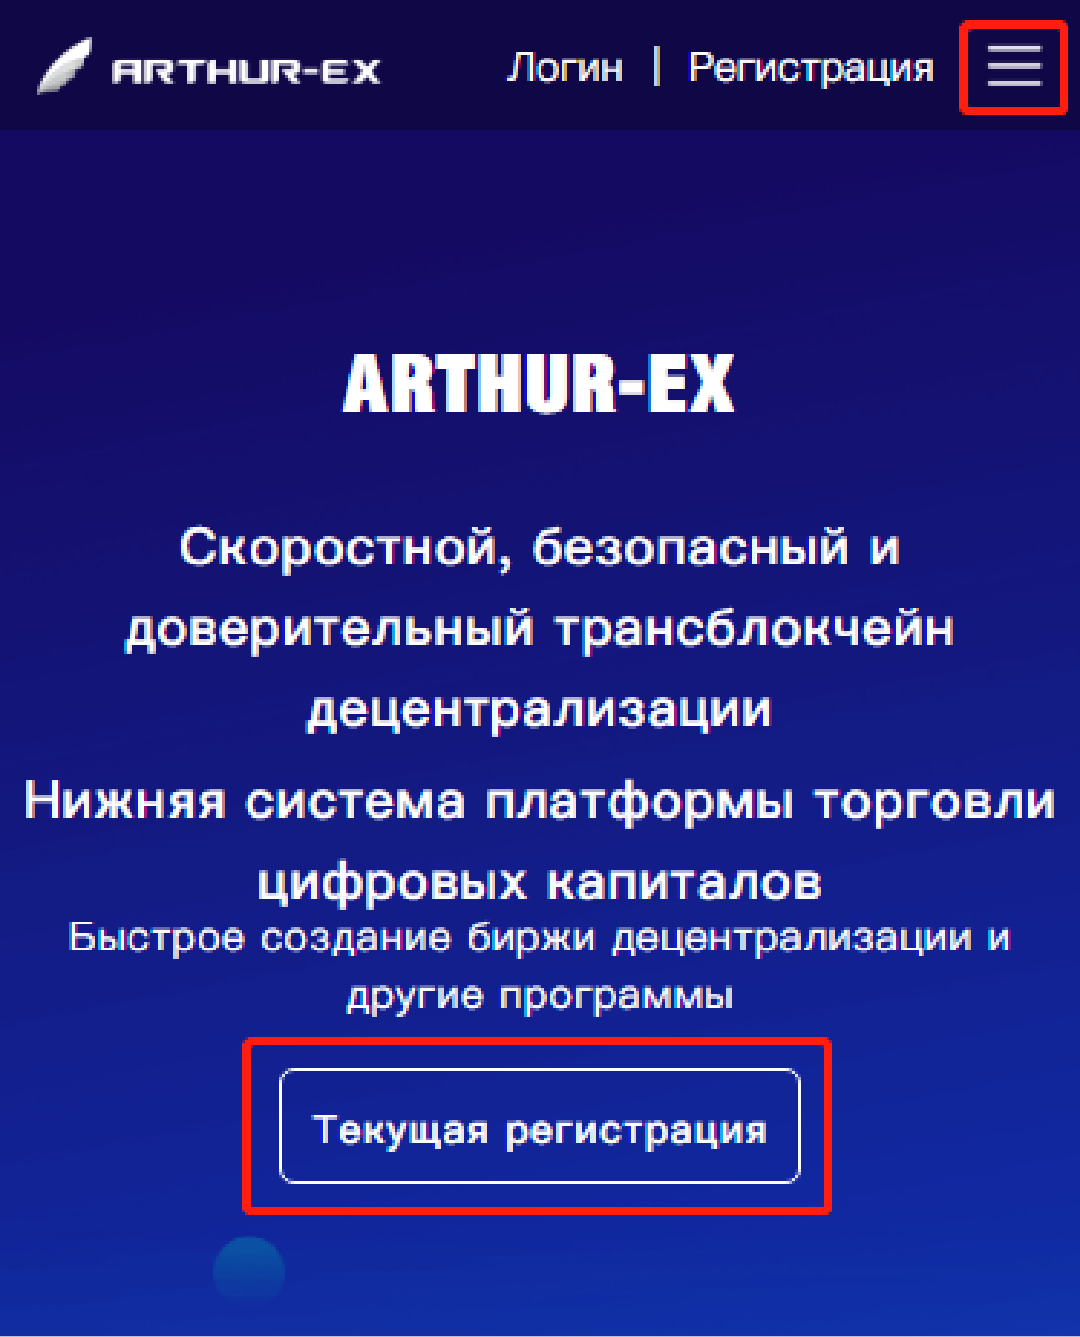 ARTHUR-EX Логин | Регистрация
ARTHUR-EX
Скоростной, безопасный и
доверительный трансблокчейн
децентрализации
Нижняя система платформы торговли
цифровых капиталов
Быстрое создание биржи децентрализации и
другие программы
Текущая регистрация